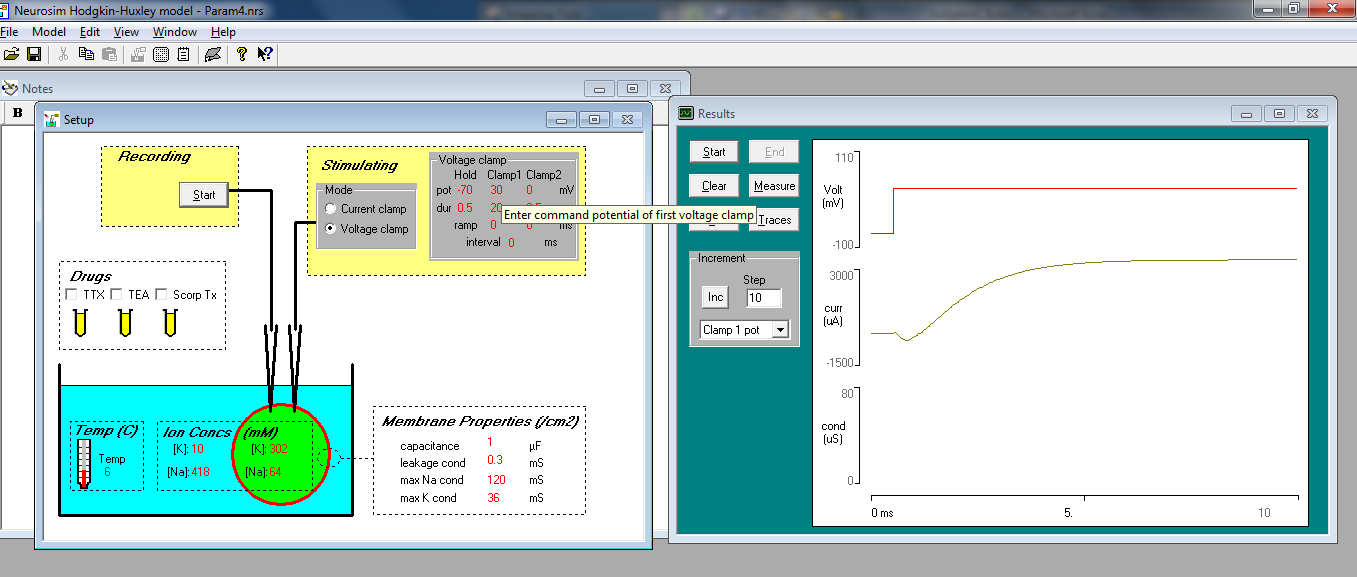 Neurosim Hodgkin-Huxley model - Param4.nrs
File Model Edit View Window Help
Notes
B
Setup
Recording
Start
Stimulating
Mode
Current clamp
Voltage clamp
Voltage clamp
Hold Clamp1 Clamp2
pot -70 30 0 mV
dur 0.5 20
Enter command potential of first voltage clamp
ramp 0 0 ms
interval 0 ms
Drugs
TTX TEA Scorp Tx
Temp (C)
Temp
6
Ion Concs (mM)
[K]: 10 [K]: 302
[Na]: 418 [Na]: 64
Membrane Properties (/cm2)
capacitance 1 µF
leakage cond 0.3 mS
max Na cond 120 mS
max K cond 36 mS
Results
Start End
Clear Measure
Traces
Increment
Step
Inc 10
Clamp 1 pot
110
Volt
(mV)
-100
3000
curr
(uA)
-1500
80
cond
(uS)
0
0 ms 5. 10